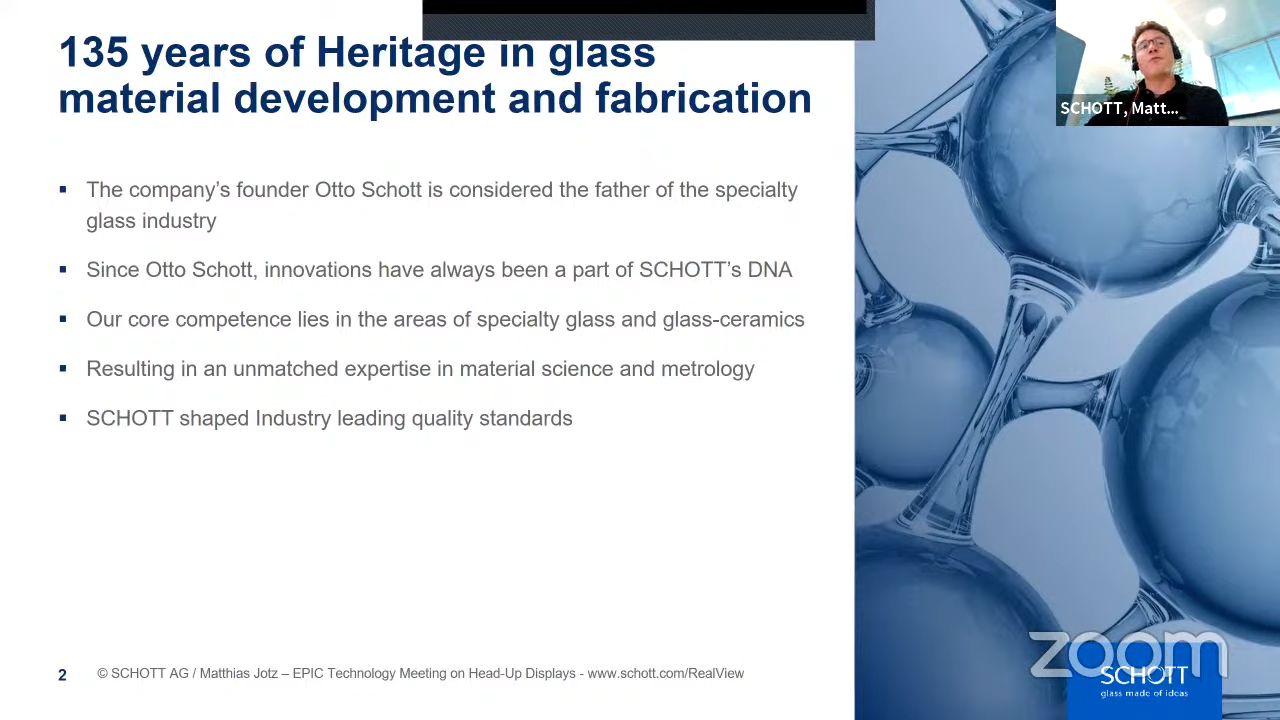 135 years of Heritage in glass
material development and fabrication
SCHOTT, Matt...
▪ The company's founder Otto Schott is considered the father of the specialty
glass industry
▪ Since Otto Schott, innovations have always been a part of SCHOTT's DNA
▪ Our core competence lies in the areas of specialty glass and glass-ceramics
▪ Resulting in an unmatched expertise in material science and metrology
▪ SCHOTT shaped Industry leading quality standards
2 © SCHOTT AG / Matthias Jotz – EPIC Technology Meeting on Head-Up Displays - www.schott.com/RealView
zoom
SCHOTT
glass made of ideas